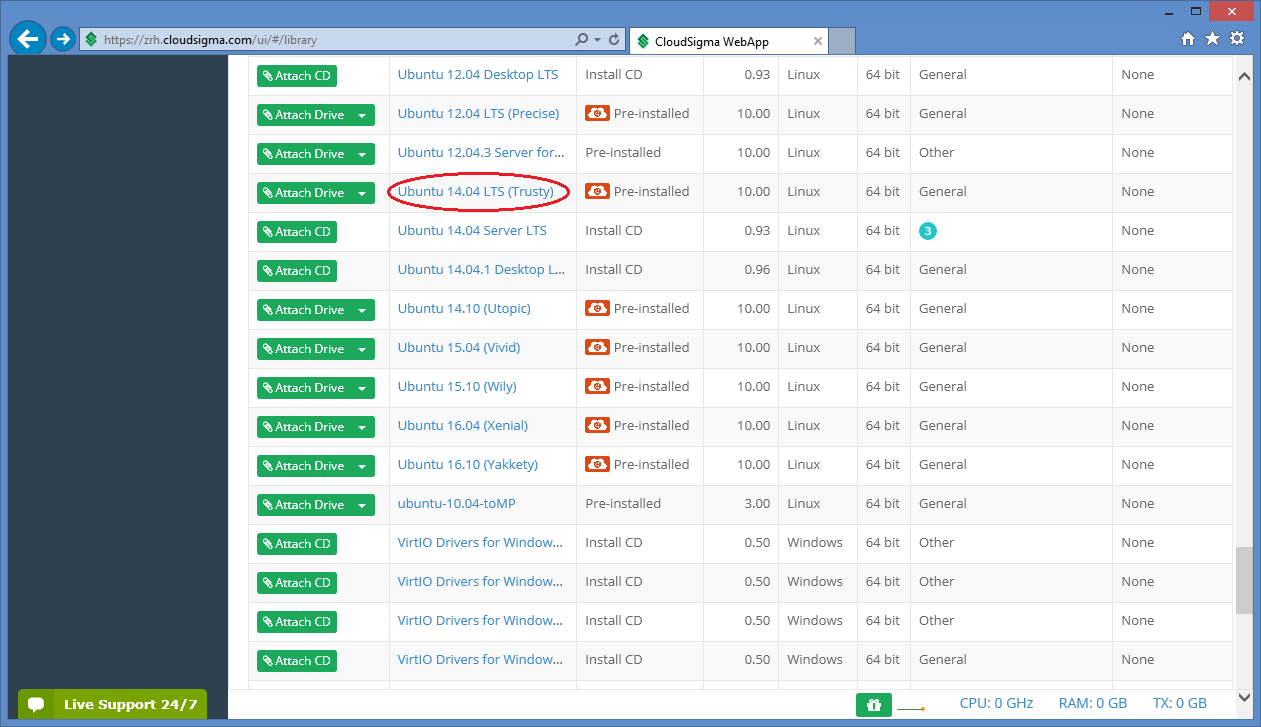 https://zrh.cloudsigma.com/ui/#/library CloudSigma WebApp
Attach CD Ubuntu 12.04 Desktop LTS Install CD 0.93 Linux 64 bit General None
Attach Drive Ubuntu 12.04 LTS (Precise) Pre-installed 10.00 Linux 64 bit General None
Attach Drive Ubuntu 12.04.3 Server for... Pre-installed 10.00 Linux 64 bit Other None
Attach Drive Ubuntu 14.04 LTS (Trusty) Pre-installed 10.00 Linux 64 bit General None
Attach CD Ubuntu 14.04 Server LTS Install CD 0.93 Linux 64 bit 3 None
Attach CD Ubuntu 14.04.1 Desktop L... Install CD 0.96 Linux 64 bit General None
Attach Drive Ubuntu 14.10 (Utopic) Pre-installed 10.00 Linux 64 bit General None
Attach Drive Ubuntu 15.04 (Vivid) Pre-installed 10.00 Linux 64 bit General None
Attach Drive Ubuntu 15.10 (Wily) Pre-installed 10.00 Linux 64 bit General None
Attach Drive Ubuntu 16.04 (Xenial) Pre-installed 10.00 Linux 64 bit General None
Attach Drive Ubuntu 16.10 (Yakkety) Pre-installed 10.00 Linux 64 bit General None
Attach Drive ubuntu-10.04-toMP Pre-installed 3.00 Linux 64 bit General None
Attach CD VirtIO Drivers for Window... Install CD 0.50 Windows 64 bit Other None
Attach CD VirtIO Drivers for Window... Install CD 0.50 Windows 64 bit Other None
Attach CD VirtIO Drivers for Window... Install CD 0.50 Windows 64 bit Other None
Attach CD VirtIO Drivers for Window... Install CD 0.50 Windows 64 bit General None
Live Support 24/7 CPU: 0 GHz RAM: 0 GB TX: 0 GB